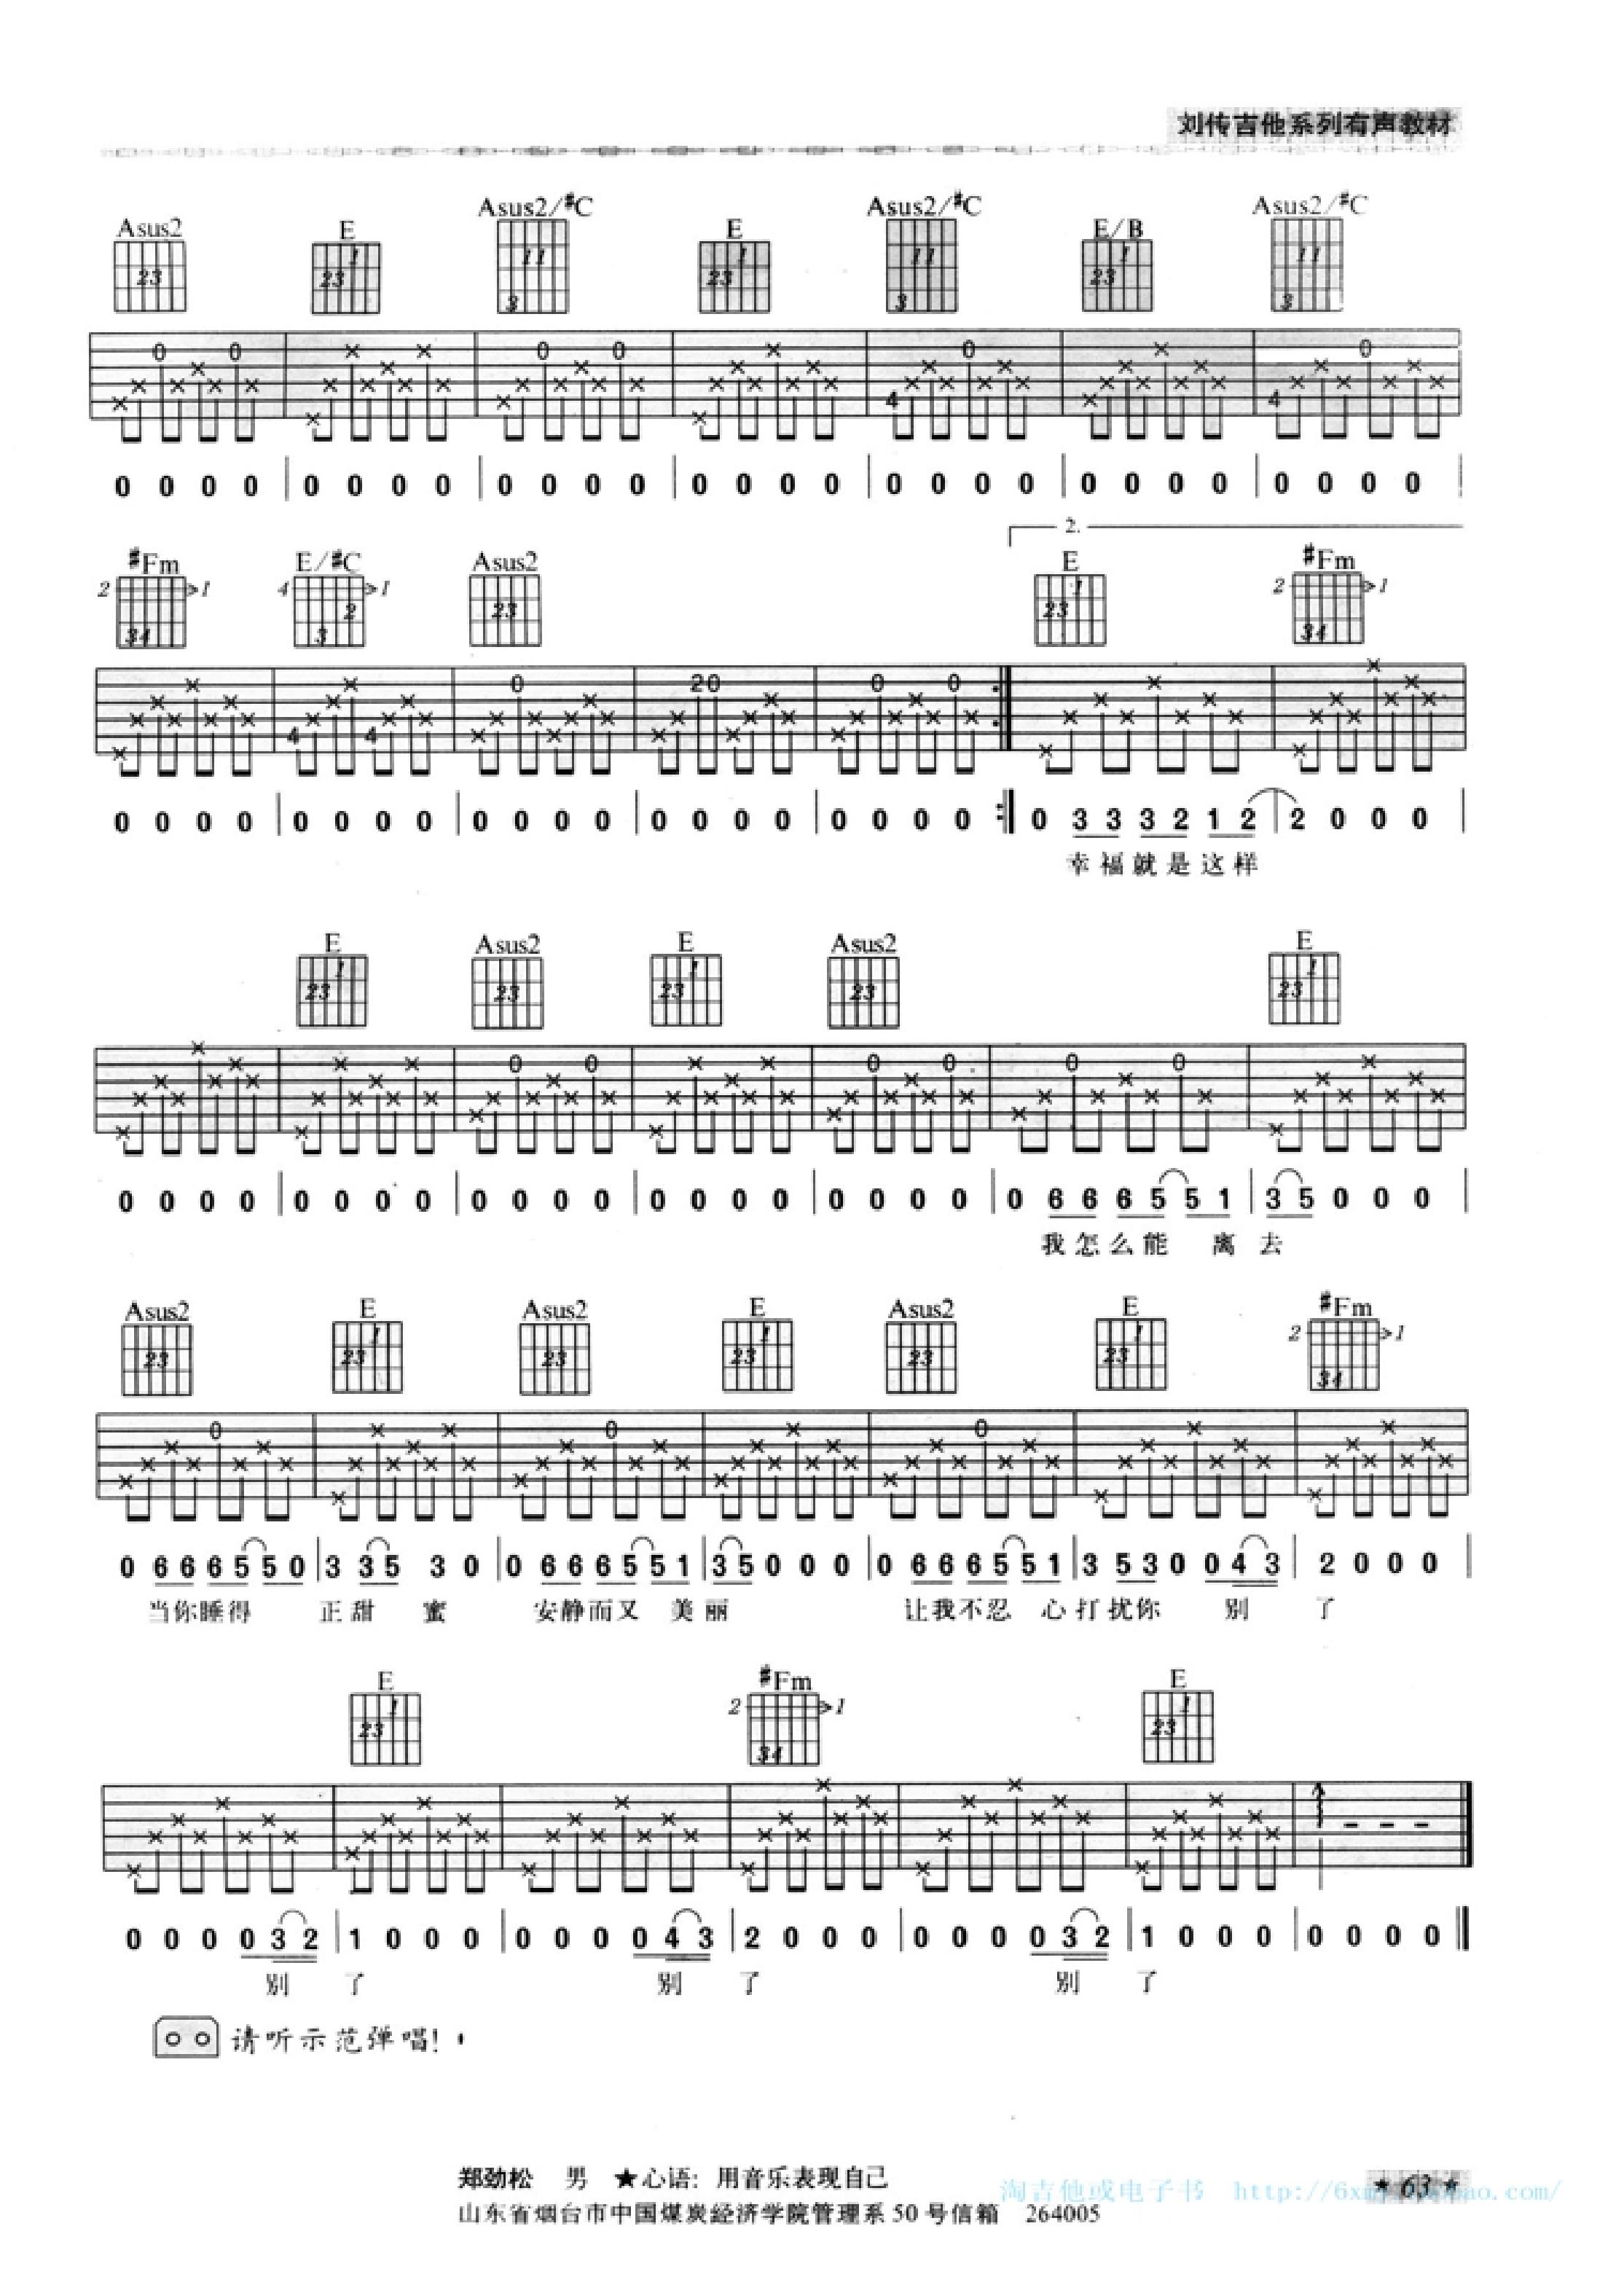 刘传吉他系列有声教材
Asus2 E Asus2/#C E Asus2/#C E/B Asus2/#C
0 0 0 0 | 0 0 0 0 | 0 0 0 0 | 0 0 0 0 | 0 0 0 0 | 0 0 0 0 | 0 0 0 0 |
2.
#Fm E/#C Asus2 E #Fm
0 0 0 0 | 0 0 0 0 | 0 0 0 0 | 0 0 0 0 | 0 0 0 0 :| 0 3 3 3 2 1 2 | 2 0 0 0 |
幸福就是这样
E Asus2 E Asus2 E
0 0 0 0 | 0 0 0 0 | 0 0 0 0 | 0 0 0 0 | 0 0 0 0 | 0 6 6 6 5 5 1 | 3 5 0 0 0 |
我怎么能 离 去
Asus2 E Asus2 E Asus2 E #Fm
0 6 6 6 5 5 0 | 3 3 5 3 0 | 0 6 6 6 5 5 1 | 3 5 0 0 0 | 0 6 6 6 5 5 1 | 3 5 3 0 0 4 3 | 2 0 0 0 |
当你睡得 正甜 蜜 安静而又 美丽 让我不忍 心打扰你 别 了
E #Fm E
0 0 0 0 3 2 | 1 0 0 0 | 0 0 0 0 4 3 | 2 0 0 0 | 0 0 0 0 3 2 | 1 0 0 0 | 0 0 0 0 ||
别 了 别 了 别 了
请听示范弹唱!
郑劲松 男 ★心语：用音乐表现自己
山东省烟台市中国煤炭经济学院管理系50号信箱 264005
淘吉他或电子书
★ 63 ★